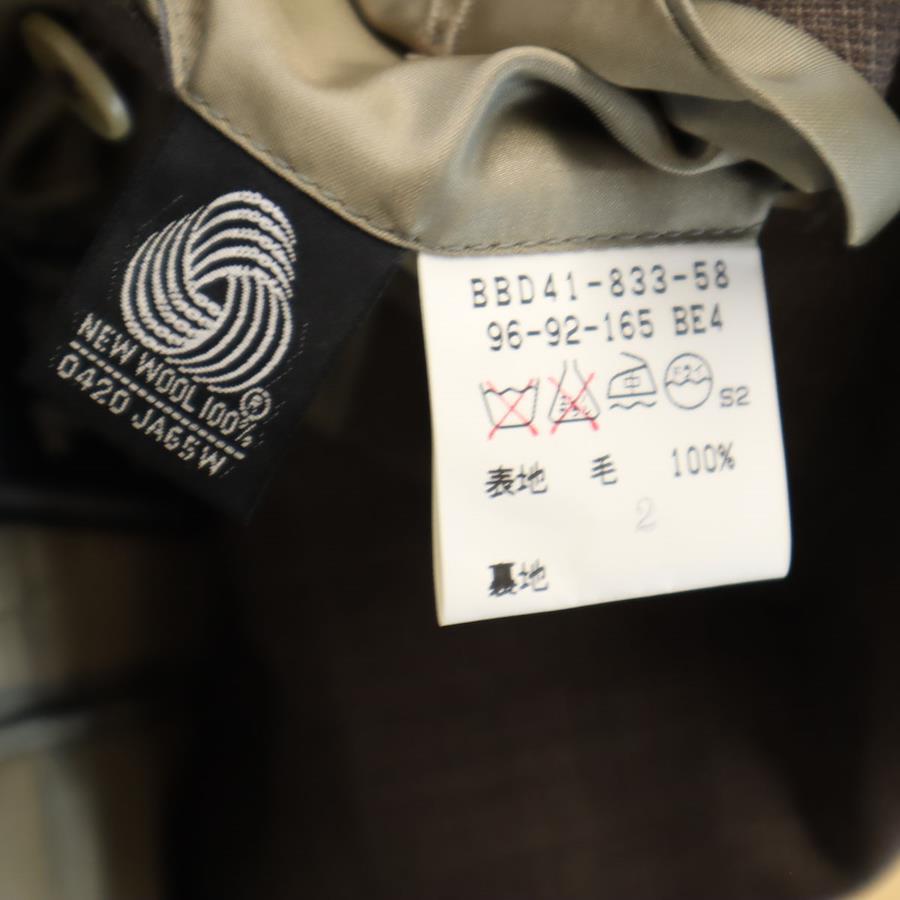 NEW WOOL 100%
0420 JA65W
BBD41-833-58
96-92-165 BE4
中
S2
表地 毛 100%
2
裏地